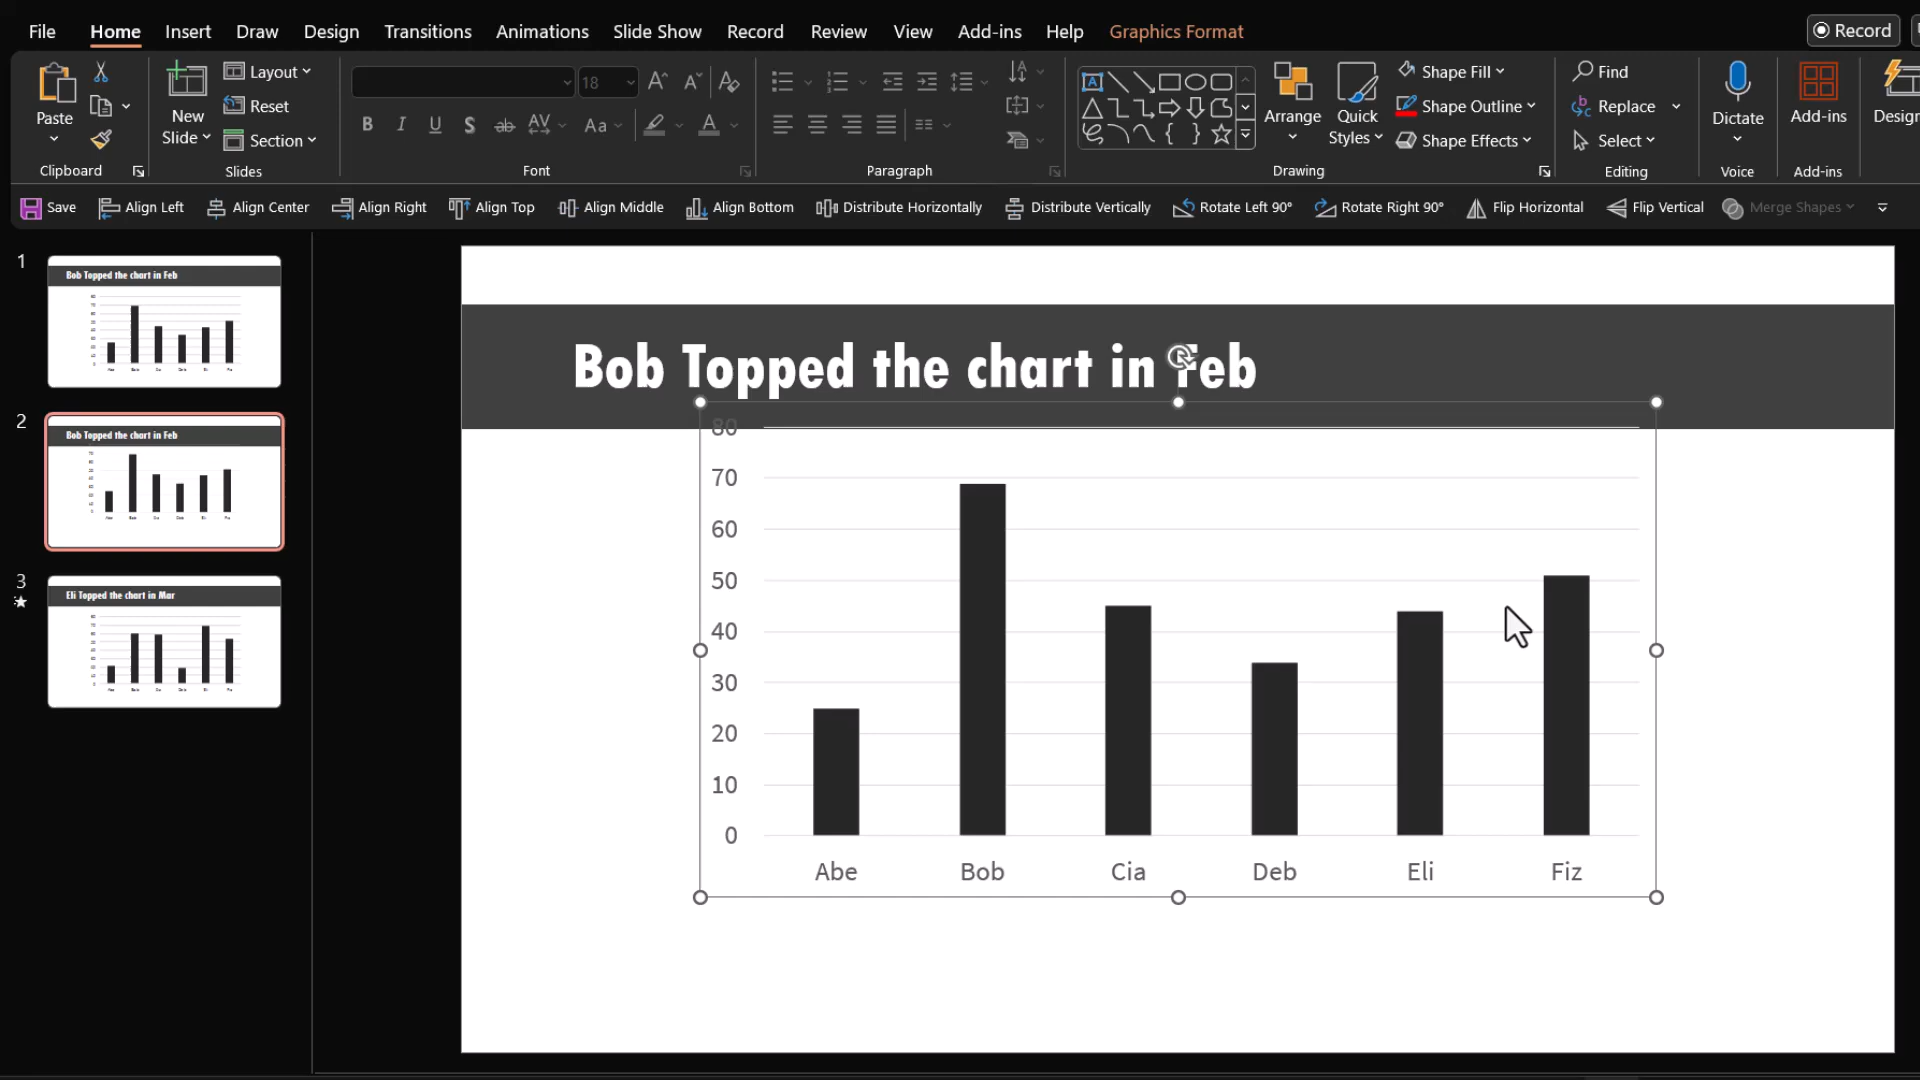 File Home Insert Draw Design Transitions Animations Slide Show Record Review View Add-ins Help Graphics Format Record
Paste
New
Slide
Layout
Reset
Section
18
B I U S ab AV Aa A
Arrange
Quick
Styles
Shape Fill
Shape Outline
Shape Effects
Find
Replace
Select
Dictate
Add-ins
Design
Clipboard Slides Font Paragraph Drawing Editing Voice Add-ins
Save Align Left Align Center Align Right Align Top Align Middle Align Bottom Distribute Horizontally Distribute Vertically Rotate Left 90° Rotate Right 90° Flip Horizontal Flip Vertical Merge Shapes
1
Bob Topped the chart in Feb
2
Bob Topped the chart in Feb
3
Eli Topped the chart in Mar
Bob Topped the chart in Feb
80
70
60
50
40
30
20
10
0
Abe Bob Cia Deb Eli Fiz